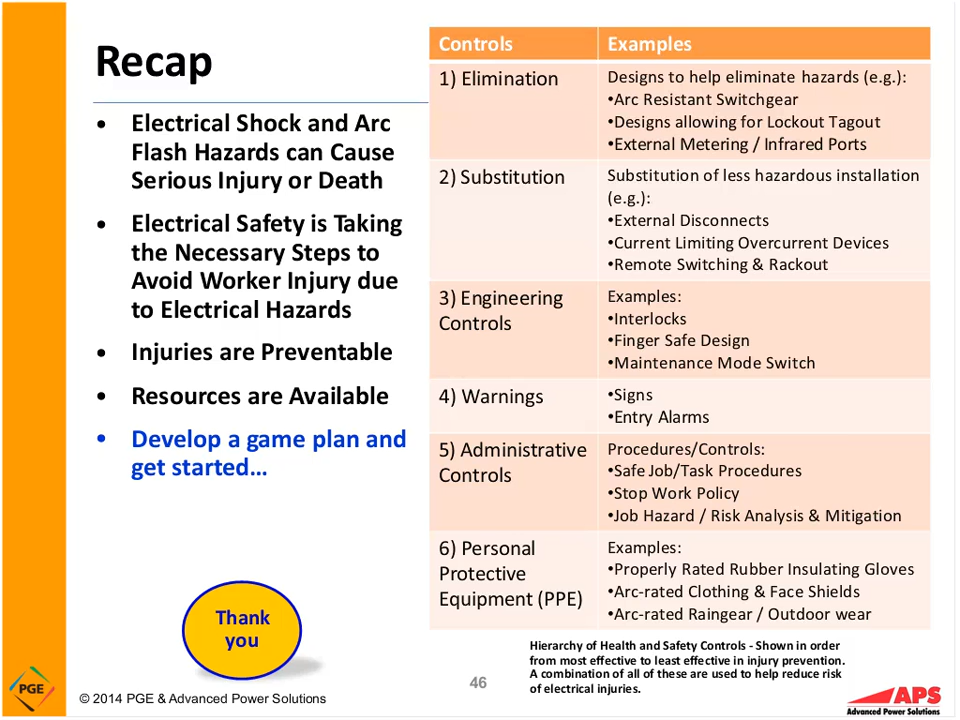 Recap
• Electrical Shock and Arc
Flash Hazards can Cause
Serious Injury or Death
• Electrical Safety is Taking
the Necessary Steps to
Avoid Worker Injury due
to Electrical Hazards
• Injuries are Preventable
• Resources are Available
• Develop a game plan and
get started…
Thank
you
Controls Examples
1) Elimination
Designs to help eliminate hazards (e.g.):
•Arc Resistant Switchgear
•Designs allowing for Lockout Tagout
•External Metering / Infrared Ports
2) Substitution
Substitution of less hazardous installation
(e.g.):
•External Disconnects
•Current Limiting Overcurrent Devices
•Remote Switching & Rackout
3) Engineering
Controls
Examples:
•Interlocks
•Finger Safe Design
•Maintenance Mode Switch
4) Warnings
•Signs
•Entry Alarms
5) Administrative
Controls
Procedures/Controls:
•Safe Job/Task Procedures
•Stop Work Policy
•Job Hazard / Risk Analysis & Mitigation
6) Personal
Protective
Equipment (PPE)
Examples:
•Properly Rated Rubber Insulating Gloves
•Arc-rated Clothing & Face Shields
•Arc-rated Raingear / Outdoor wear
Hierarchy of Health and Safety Controls - Shown in order
from most effective to least effective in injury prevention.
A combination of all of these are used to help reduce risk
of electrical injuries.
PGE
© 2014 PGE & Advanced Power Solutions
46
APS
Advanced Power Solutions